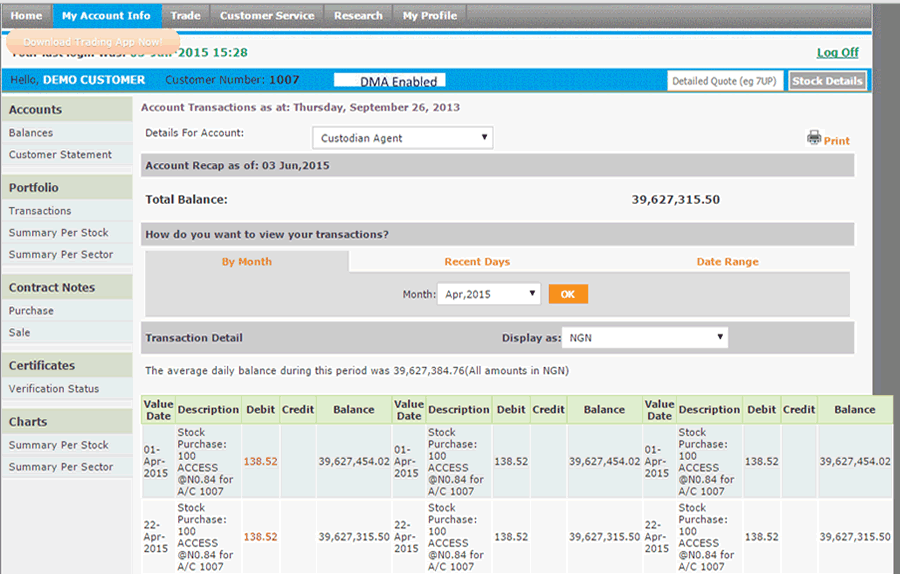 Home My Account Info Trade Customer Service Research My Profile
Download Trading App Now!
Your last login was: 03-Jun-2015 15:28 Log Off
Hello, DEMO CUSTOMER Customer Number: 1007 DMA Enabled Detailed Quote (eg 7UP) Stock Details
Accounts
Balances
Customer Statement
Portfolio
Transactions
Summary Per Stock
Summary Per Sector
Contract Notes
Purchase
Sale
Certificates
Verification Status
Charts
Summary Per Stock
Summary Per Sector
Account Transactions as at: Thursday, September 26, 2013
Details For Account: Custodian Agent
Print
Account Recap as of: 03 Jun,2015
Total Balance: 39,627,315.50
How do you want to view your transactions?
By Month Recent Days Date Range
Month: Apr,2015 OK
Transaction Detail Display as: NGN
The average daily balance during this period was 39,627,384.76(All amounts in NGN)
Value Date Description Debit Credit Balance Value Date Description Debit Credit Balance Value Date Description Debit Credit Balance
01-Apr-2015 Stock Purchase: 100 ACCESS @N0.84 for A/C 1007 138.52 39,627,454.02 01-Apr-2015 Stock Purchase: 100 ACCESS @N0.84 for A/C 1007 138.52 39,627,454.02 01-Apr-2015 Stock Purchase: 100 ACCESS @N0.84 for A/C 1007 138.52 39,627,454.02
22-Apr-2015 Stock Purchase: 100 ACCESS @N0.84 for A/C 1007 138.52 39,627,315.50 22-Apr-2015 Stock Purchase: 100 ACCESS @N0.84 for A/C 1007 138.52 39,627,315.50 22-Apr-2015 Stock Purchase: 100 ACCESS @N0.84 for A/C 1007 138.52 39,627,315.50